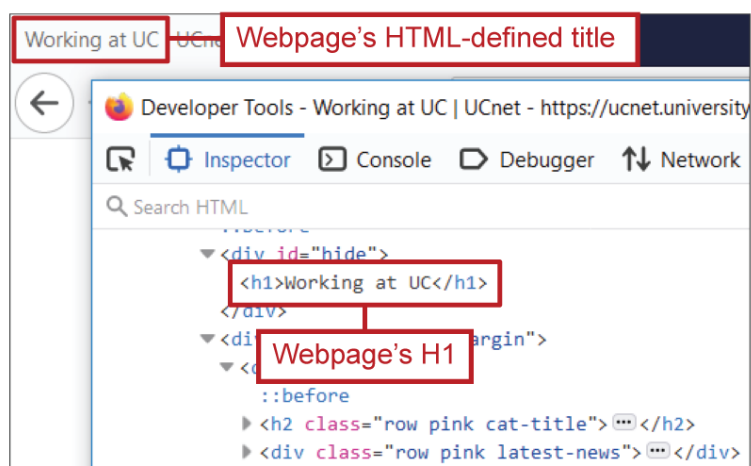 Working at UC
Webpage's HTML-defined title
Developer Tools - Working at UC | UCnet - https://ucnet.university
Inspector Console Debugger Network
Search HTML
::before
<div id="hide">
<h1>Working at UC</h1>
</div>
Webpage's H1
::before
<h2 class="row pink cat-title"></h2>
<div class="row pink latest-news"></div>